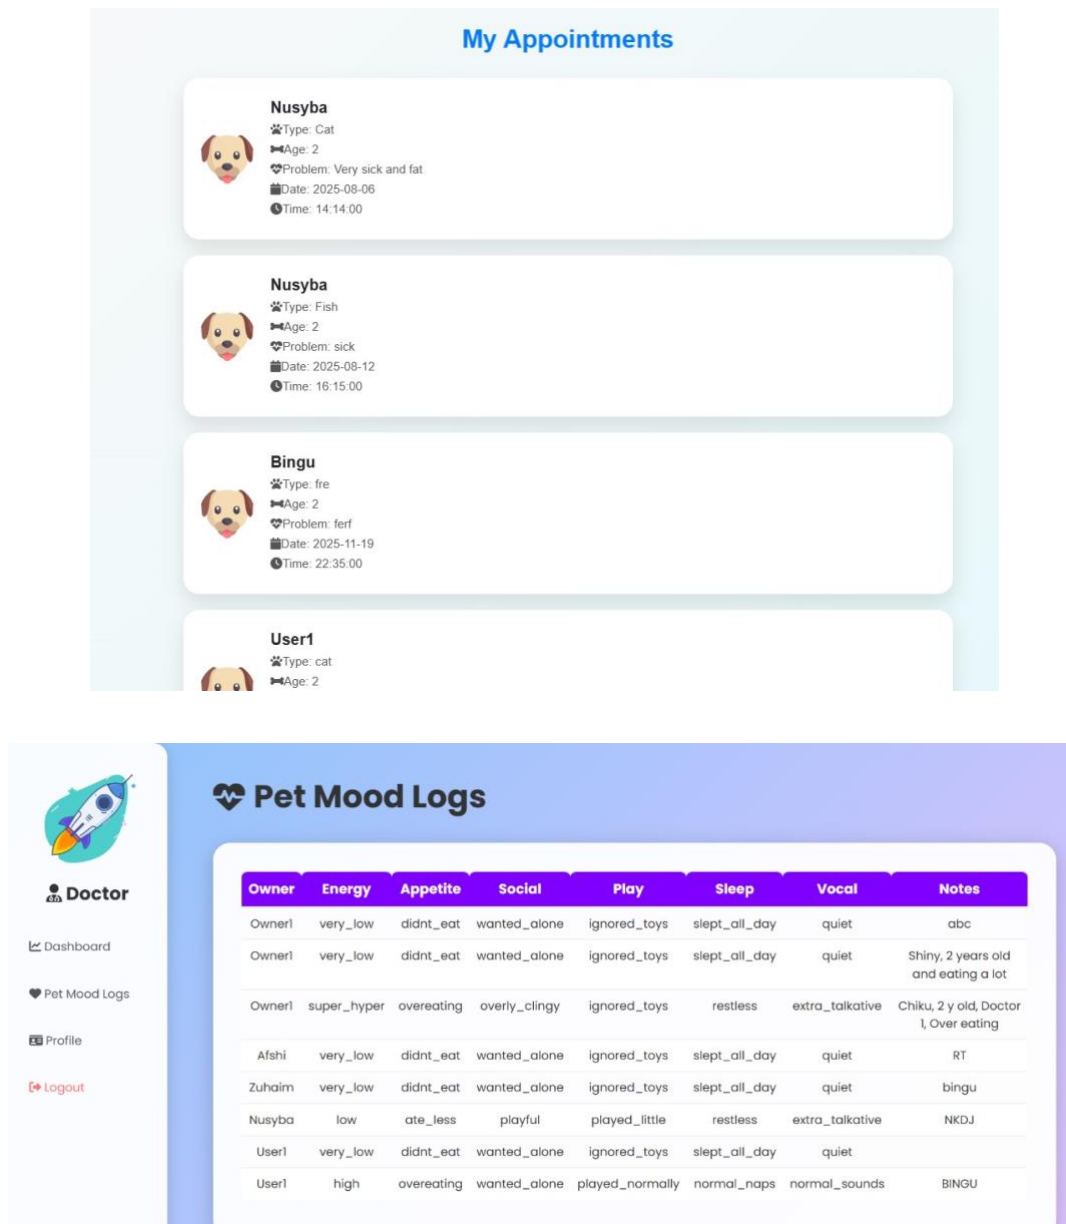 My Appointments
Nusyba
Type: Cat
Age: 2
Problem: Very sick and fat
Date: 2025-08-06
Time: 14:14:00
Nusyba
Type: Fish
Age: 2
Problem: sick
Date: 2025-08-12
Time: 16:15:00
Bingu
Type: fre
Age: 2
Problem: ferf
Date: 2025-11-19
Time: 22:35:00
User1
Type: cat
Age: 2
Doctor
Dashboard
Pet Mood Logs
Profile
Logout
Pet Mood Logs
Owner Energy Appetite Social Play Sleep Vocal Notes
Owner1 very_low didnt_eat wanted_alone ignored_toys slept_all_day quiet abc
Owner1 very_low didnt_eat wanted_alone ignored_toys slept_all_day quiet Shiny, 2 years old
and eating a lot
Owner1 super_hyper overeating overly_clingy ignored_toys restless extra_talkative Chiku, 2 y old, Doctor
1, Over eating
Afshi very_low didnt_eat wanted_alone ignored_toys slept_all_day quiet RT
Zuhaim very_low didnt_eat wanted_alone ignored_toys slept_all_day quiet bingu
Nusyba low ate_less playful played_little restless extra_talkative NKDJ
User1 very_low didnt_eat wanted_alone ignored_toys slept_all_day quiet
User1 high overeating wanted_alone played_normally normal_naps normal_sounds BINGU